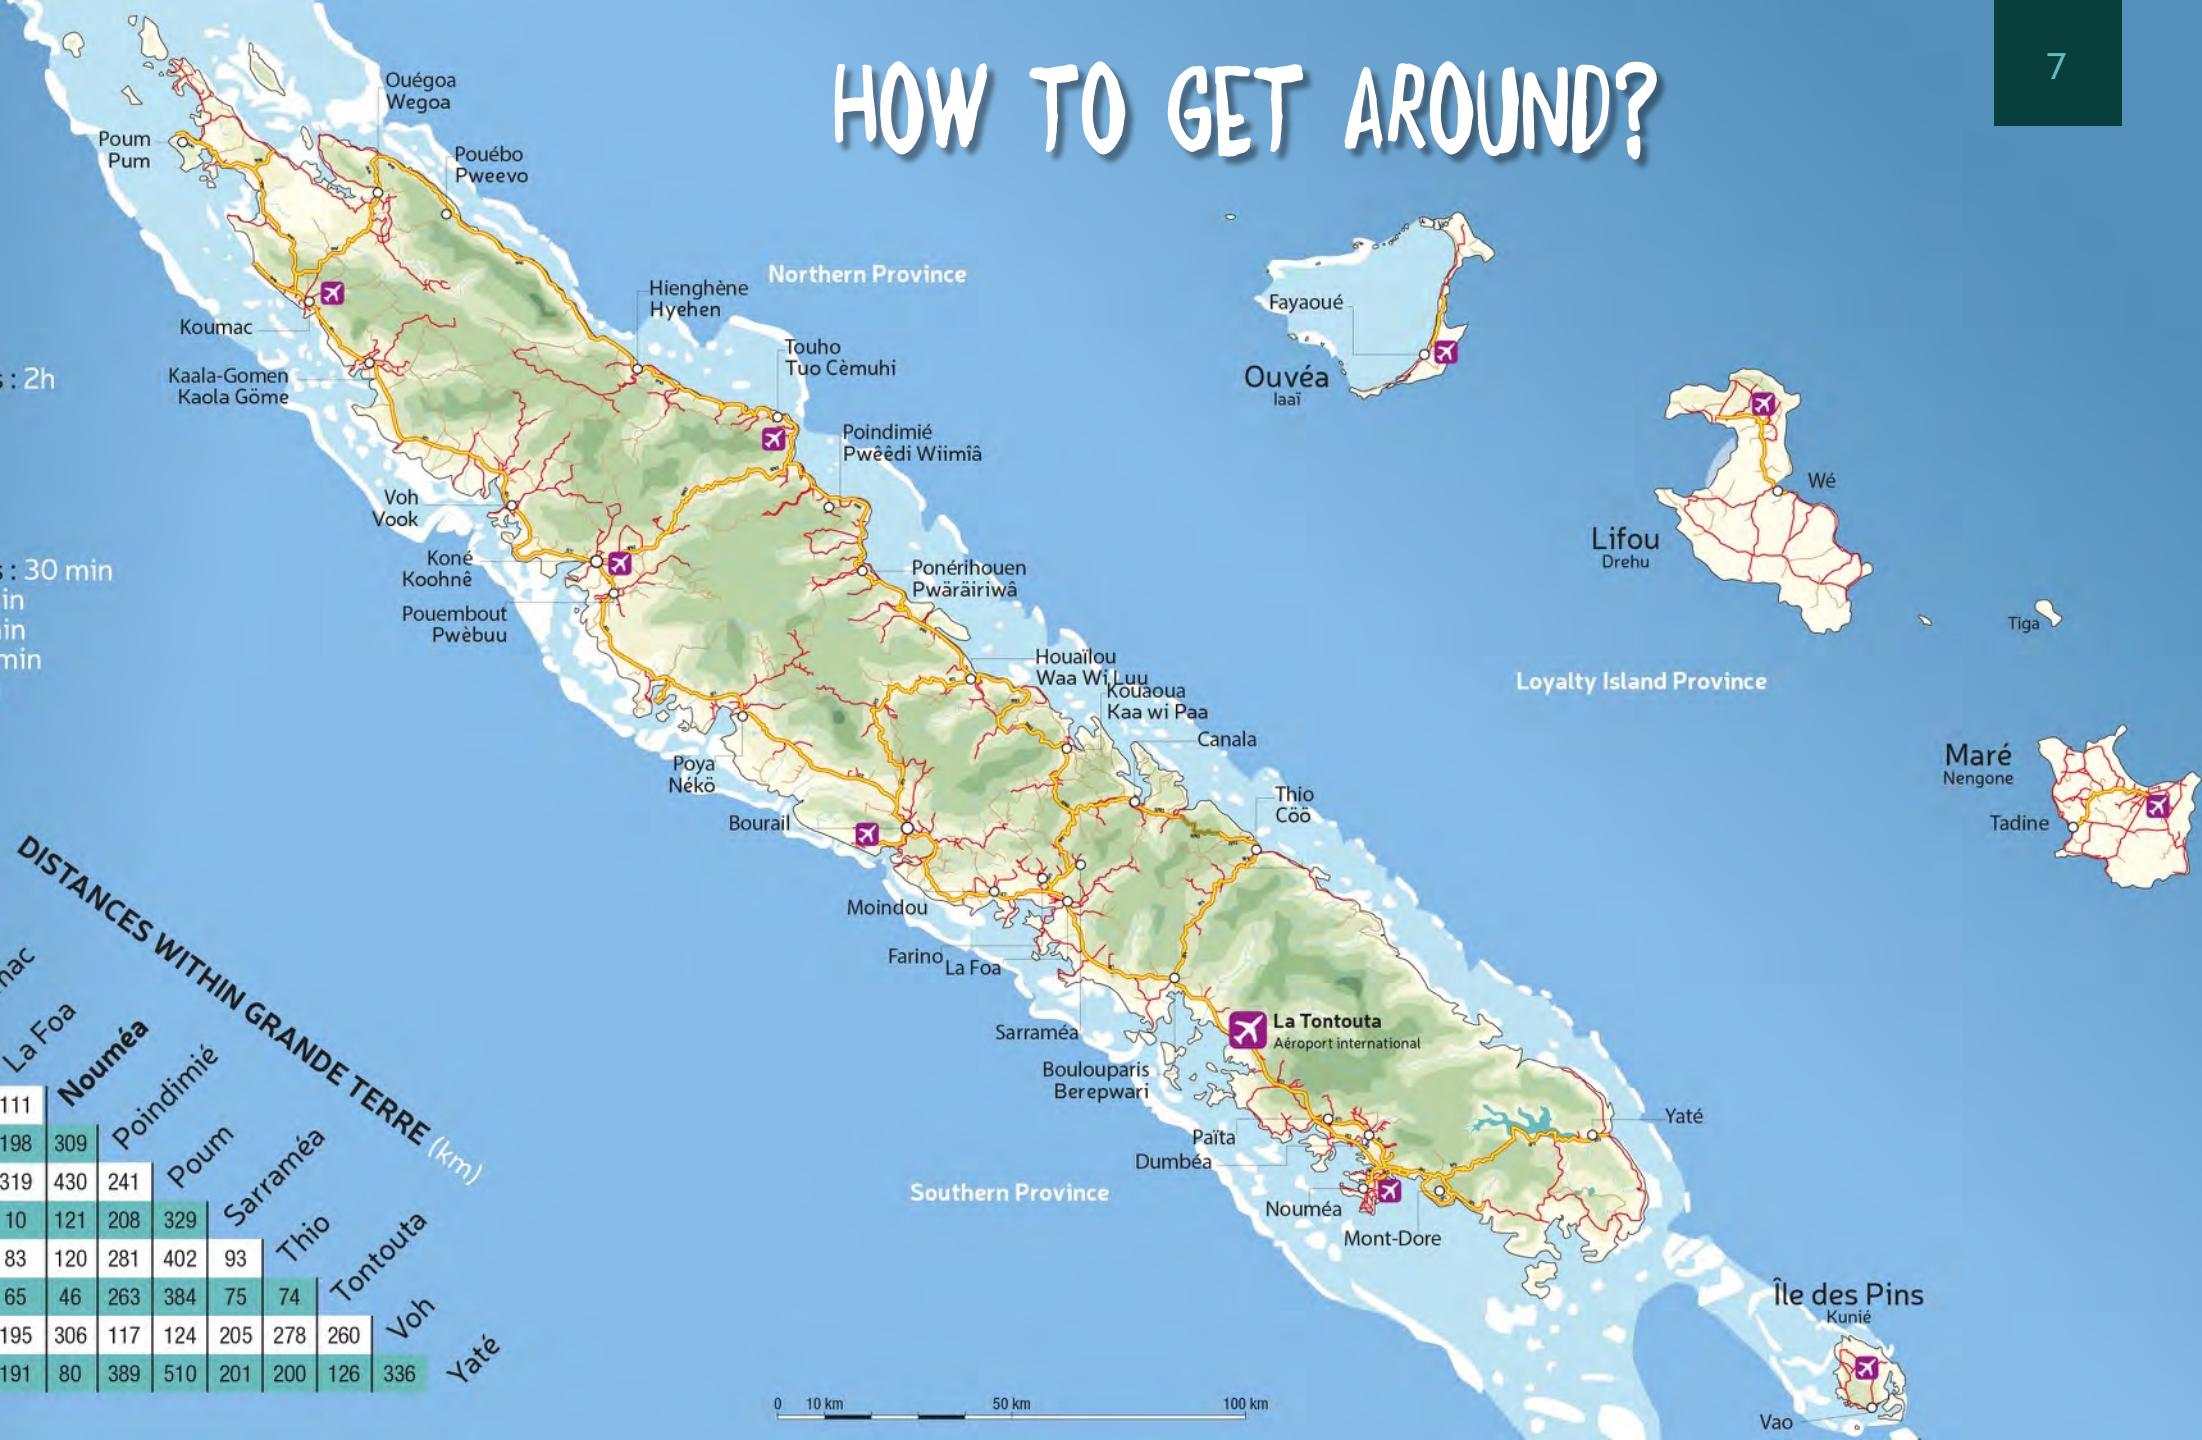 HOW TO GET AROUND?
7
Ouégoa
Wegoa
Poum
Pum
Pouébo
Pweevo
Northern Province
Hienghène
Hyehen
Fayaoué
Koumac
Touho
Tuo Cèmuhi
Kaala-Gomen
Kaola Göme
Ouvéa
Iaaï
: 2h
Poindimié
Pwêêdi Wiimîâ
Voh
Vook
Wé
Lifou
Drehu
Koné
Koohnê
: 30 min
in
in
min
Ponérihouen
Pwäräiriwâ
Pouembout
Pwèbuu
Tiga
Houaïlou
Waa Wi Luu
Kouaoua
Kaa wi Paa
Loyalty Island Province
Canala
Maré
Nengone
Poya
Nékö
Thio
Cöö
Bourail
Tadine
Moindou
Farino
La Foa
Sarraméa
La Tontouta
Aéroport international
Boulouparis
Berepwari
Païta
Dumbéa
Yaté
Southern Province
Nouméa
Mont-Dore
Île des Pins
Kunié
Vao
0 10 km 50 km 100 km
DISTANCES WITHIN GRANDE TERRE (km)
mac
La Foa
Nouméa
Poindimié
Poum
Sarraméa
Thio
Tontouta
Voh
Yaté
111
198 309
319 430 241
10 121 208 329
83 120 281 402 93
65 46 263 384 75 74
195 306 117 124 205 278 260
191 80 389 510 201 200 126 336